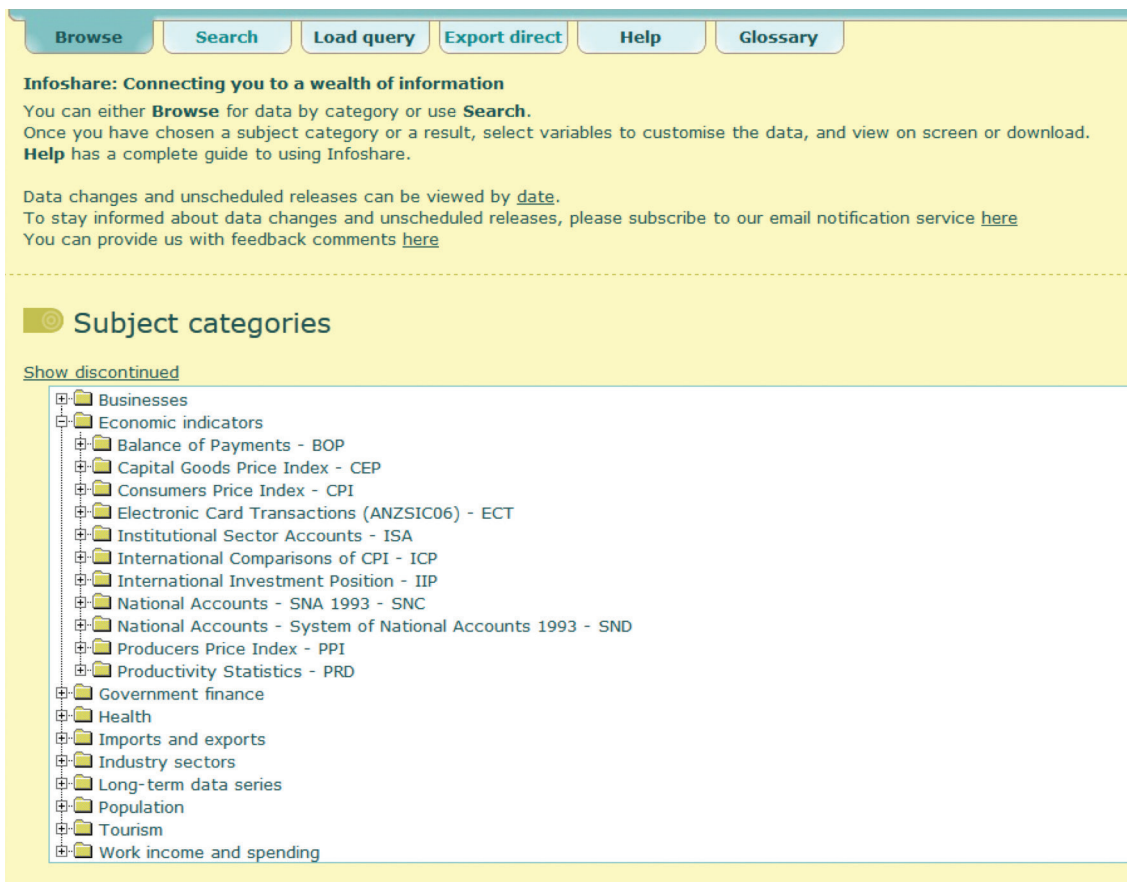 Browse Search Load query Export direct Help Glossary
Infoshare: Connecting you to a wealth of information
You can either Browse for data by category or use Search.
Once you have chosen a subject category or a result, select variables to customise the data, and view on screen or download.
Help has a complete guide to using Infoshare.
Data changes and unscheduled releases can be viewed by date.
To stay informed about data changes and unscheduled releases, please subscribe to our email notification service here
You can provide us with feedback comments here
Subject categories
Show discontinued
Businesses
Economic indicators
Balance of Payments - BOP
Capital Goods Price Index - CEP
Consumers Price Index - CPI
Electronic Card Transactions (ANZSIC06) - ECT
Institutional Sector Accounts - ISA
International Comparisons of CPI - ICP
International Investment Position - IIP
National Accounts - SNA 1993 - SNC
National Accounts - System of National Accounts 1993 - SND
Producers Price Index - PPI
Productivity Statistics - PRD
Government finance
Health
Imports and exports
Industry sectors
Long-term data series
Population
Tourism
Work income and spending